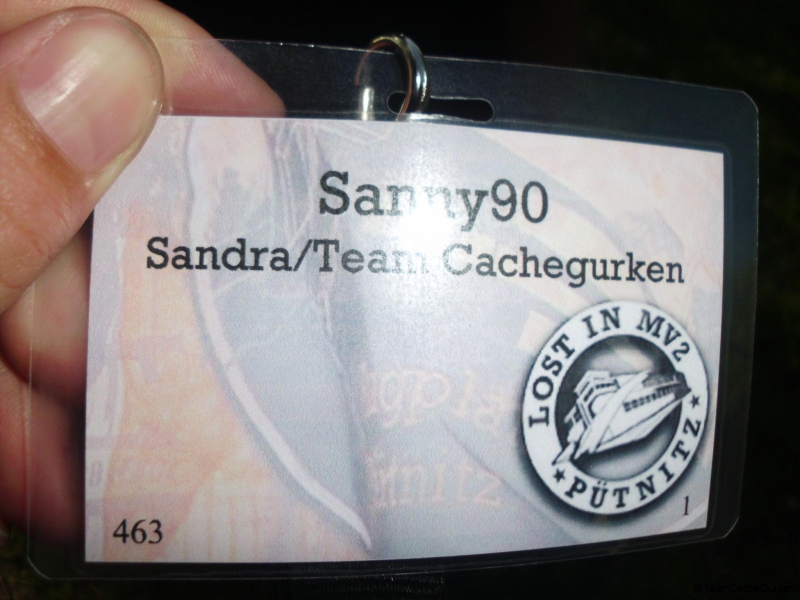 Sanny90
Sandra/Team Cachegurken
LOST IN MV2
PÜTNITZ
463
1